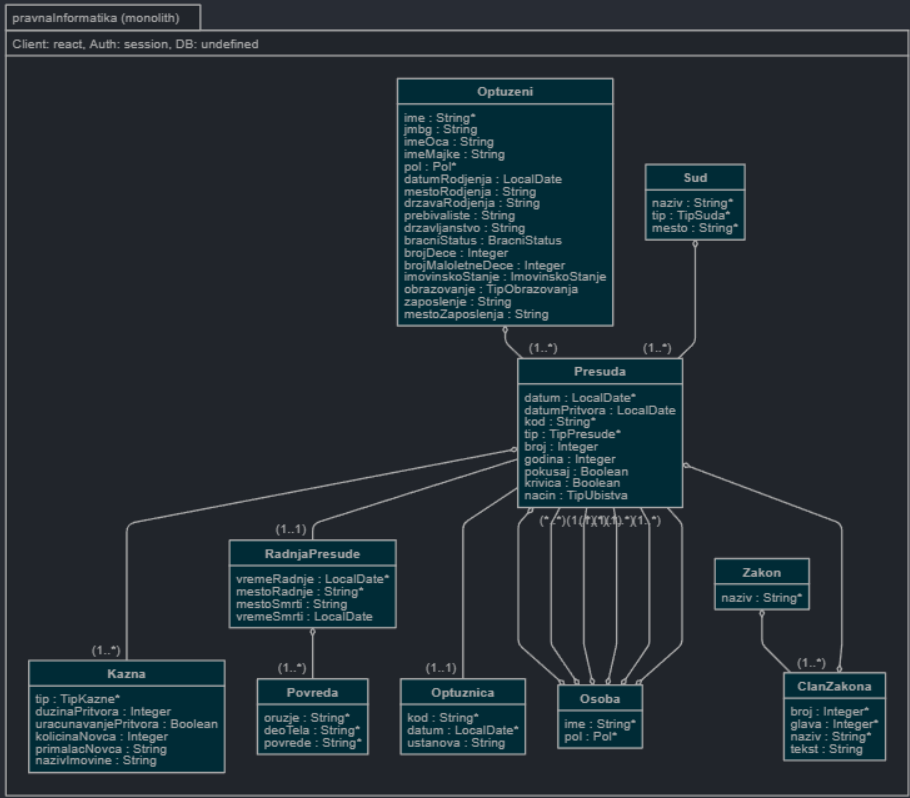 pravnaInformatika (monolith)
Client: react, Auth: session, DB: undefined
Optuzeni
ime : String*
jmbg : String
imeOca : String
imeMajke : String
pol : Pol*
datumRodjenja : LocalDate
mestoRodjenja : String
drzavaRodjenja : String
prebivaliste : String
drzavljanstvo : String
bracniStatus : BracniStatus
brojDece : Integer
brojMaloletneDece : Integer
imovinskoStanje : ImovinskoStanje
obrazovanje : TipObrazovanja
zaposlenje : String
mestoZaposlenja : String
Sud
naziv : String*
tip : TipSuda*
mesto : String*
(1..*)
(1..*)
Presuda
datum : LocalDate*
datumPritvora : LocalDate
kod : String*
tip : TipPresude*
broj : Integer
godina : Integer
pokusaj : Boolean
krivica : Boolean
nacin : TipUbistva
(1..1)
RadnjaPresude
vremeRadnje : LocalDate*
mestoRadnje : String*
mestoSmrti : String
vremeSmrti : LocalDate
Zakon
naziv : String*
(1..*)
Kazna
tip : TipKazne*
duzinaPritvora : Integer
uracunavanjePritvora : Boolean
kolicinaNovca : Integer
primalacNovca : String
nazivImovine : String
(1..*)
Povreda
oruzje : String*
deoTela : String*
povrede : String*
(1..1)
Optuznica
kod : String*
datum : LocalDate*
ustanova : String
Osoba
ime : String*
pol : Pol*
(1..*)
ClanZakona
broj : Integer*
glava : Integer*
naziv : String*
tekst : String